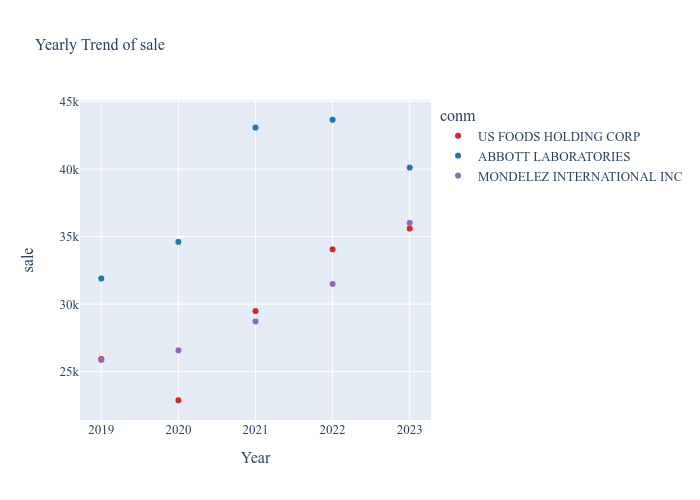 Yearly Trend of sale
45k
40k
35k
30k
25k
sale
2019 2020 2021 2022 2023
Year
conm
US FOODS HOLDING CORP
ABBOTT LABORATORIES
MONDELEZ INTERNATIONAL INC